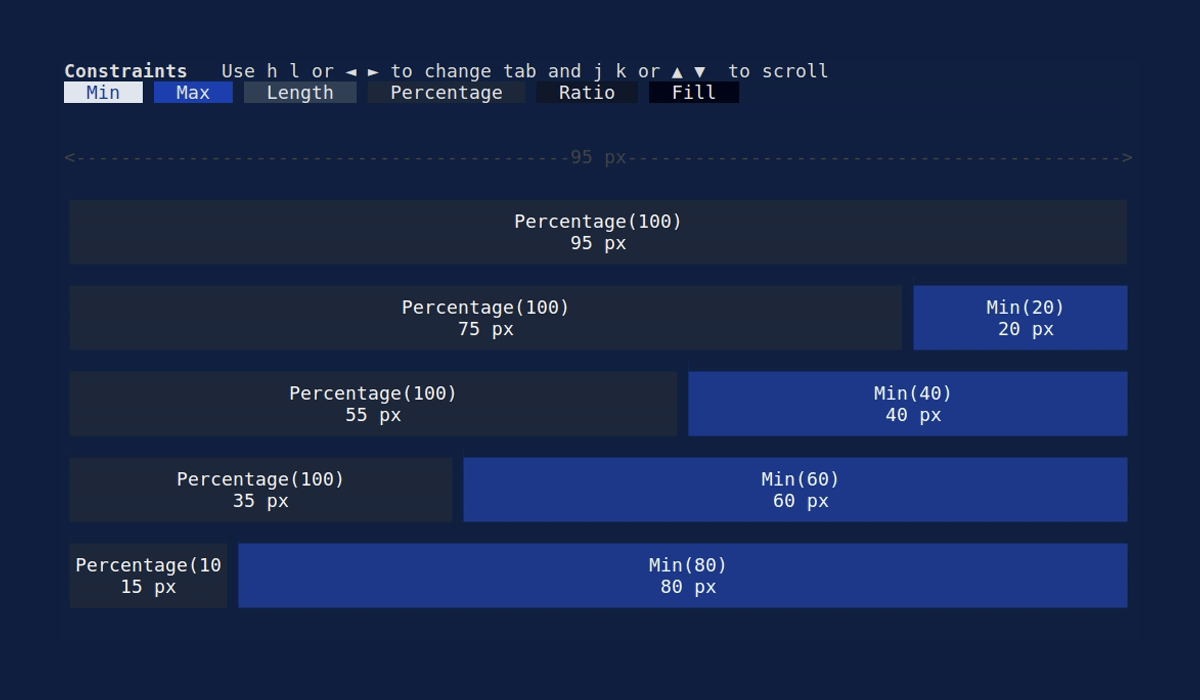 Constraints Use h l or ◄ ► to change tab and j k or ▲ ▼ to scroll
Min Max Length Percentage Ratio Fill
<-------------------------------------------95 px------------------------------------------->
Percentage(100)
95 px
Percentage(100) Min(20)
75 px 20 px
Percentage(100) Min(40)
55 px 40 px
Percentage(100) Min(60)
35 px 60 px
Percentage(10 Min(80)
15 px 80 px